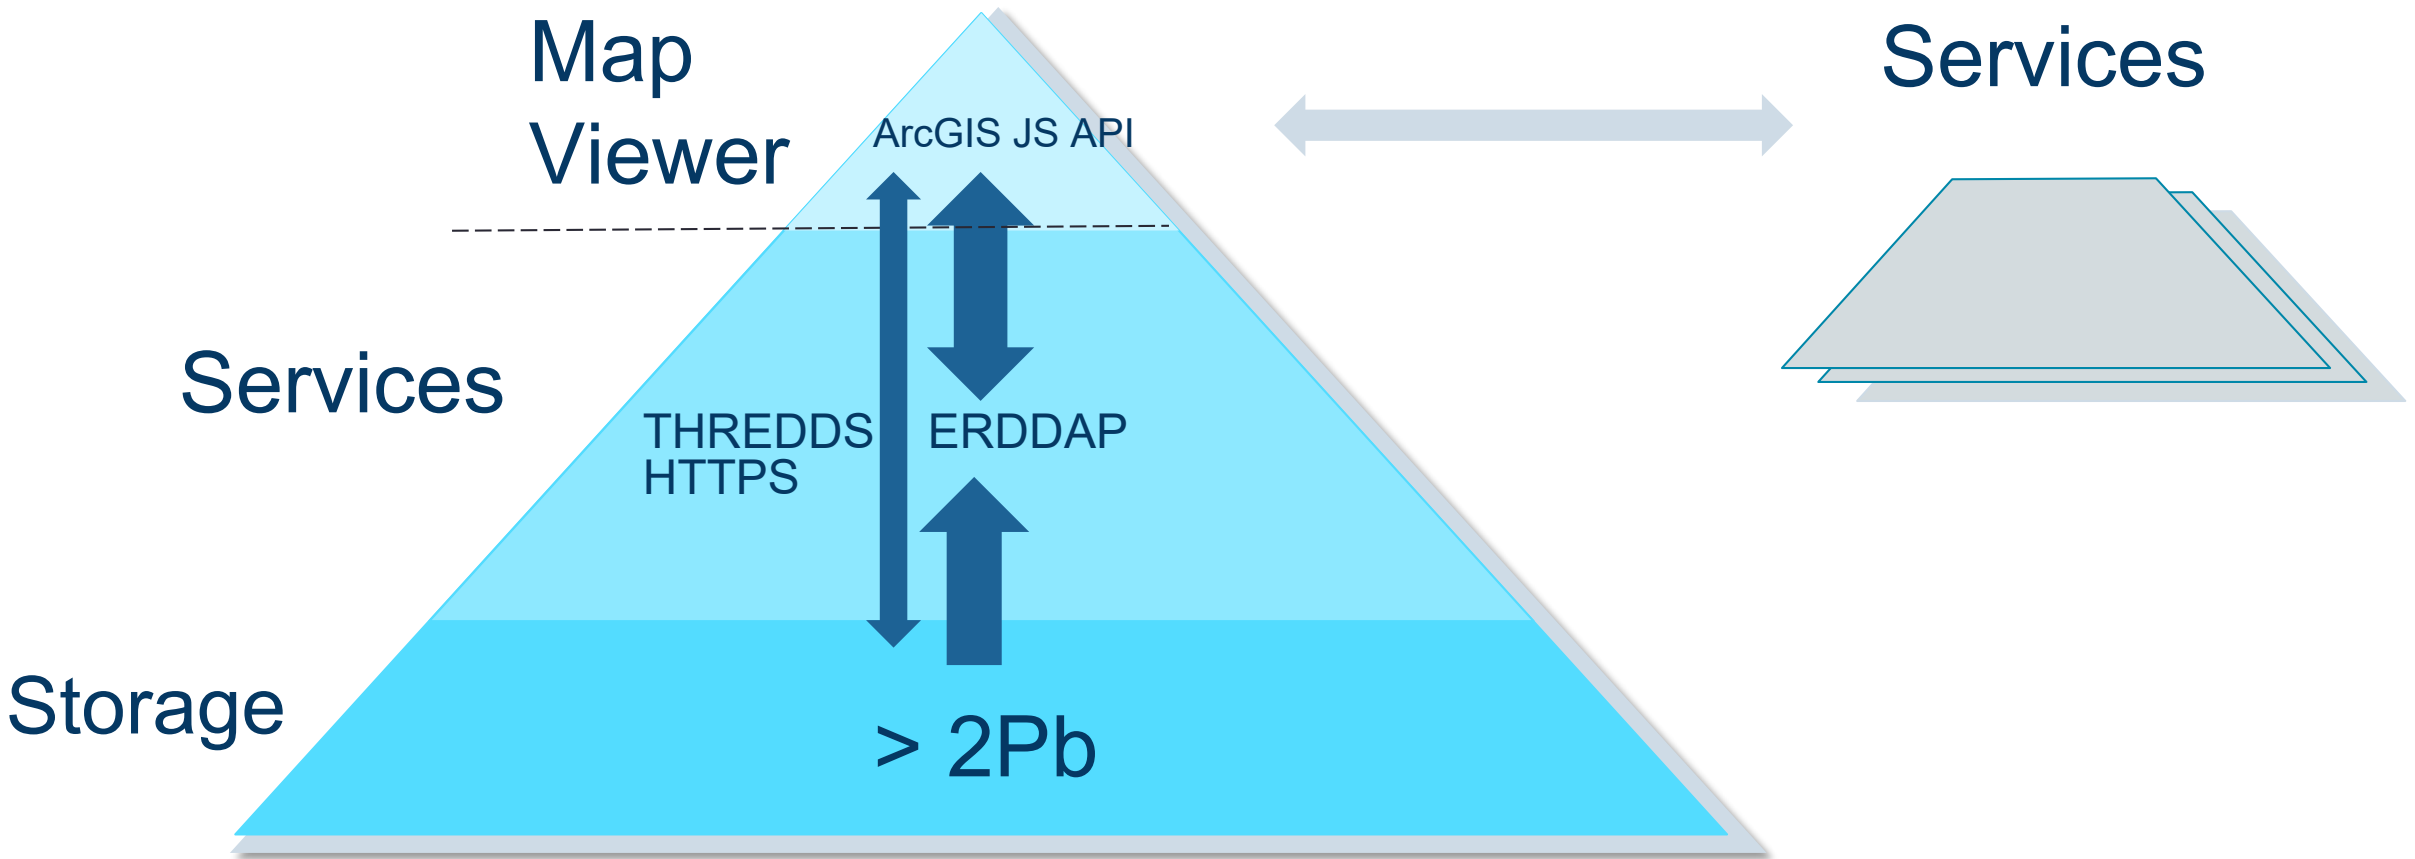 Map
Viewer
ArcGIS JS API
Services
Services
THREDDS
HTTPS
ERDDAP
Storage
> 2Pb